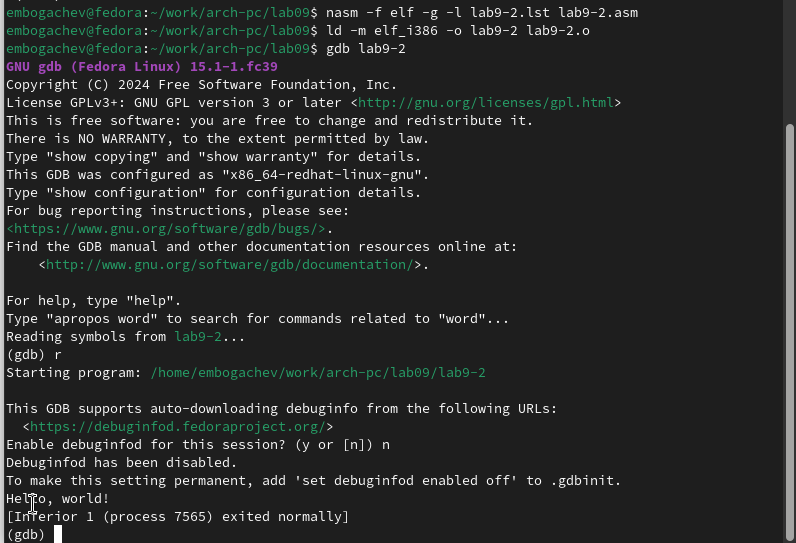 embogachev@fedora:~/work/arch-pc/lab09$ nasm -f elf -g -l lab9-2.lst lab9-2.asm
embogachev@fedora:~/work/arch-pc/lab09$ ld -m elf_i386 -o lab9-2 lab9-2.o
embogachev@fedora:~/work/arch-pc/lab09$ gdb lab9-2
GNU gdb (Fedora Linux) 15.1-1.fc39
Copyright (C) 2024 Free Software Foundation, Inc.
License GPLv3+: GNU GPL version 3 or later <http://gnu.org/licenses/gpl.html>
This is free software: you are free to change and redistribute it.
There is NO WARRANTY, to the extent permitted by law.
Type "show copying" and "show warranty" for details.
This GDB was configured as "x86_64-redhat-linux-gnu".
Type "show configuration" for configuration details.
For bug reporting instructions, please see:
<https://www.gnu.org/software/gdb/bugs/>.
Find the GDB manual and other documentation resources online at:
    <http://www.gnu.org/software/gdb/documentation/>.

For help, type "help".
Type "apropos word" to search for commands related to "word"...
Reading symbols from lab9-2...
(gdb) r
Starting program: /home/embogachev/work/arch-pc/lab09/lab9-2

This GDB supports auto-downloading debuginfo from the following URLs:
  <https://debuginfod.fedoraproject.org/>
Enable debuginfod for this session? (y or [n]) n
Debuginfod has been disabled.
To make this setting permanent, add 'set debuginfod enabled off' to .gdbinit.
Hello, world!
[Inferior 1 (process 7565) exited normally]
(gdb)